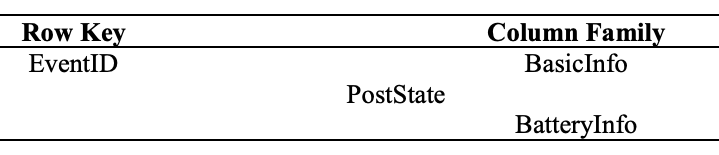 Row Key Column Family
EventID BasicInfo
PostState
BatteryInfo